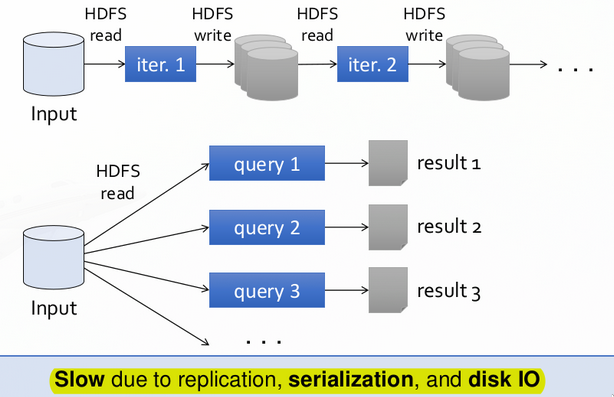 HDFS read
HDFS write
HDFS read
HDFS write
iter. 1
iter. 2
. . .
Input
HDFS read
query 1
result 1
query 2
result 2
query 3
result 3
Input
. . .
Slow due to replication, serialization, and disk IO